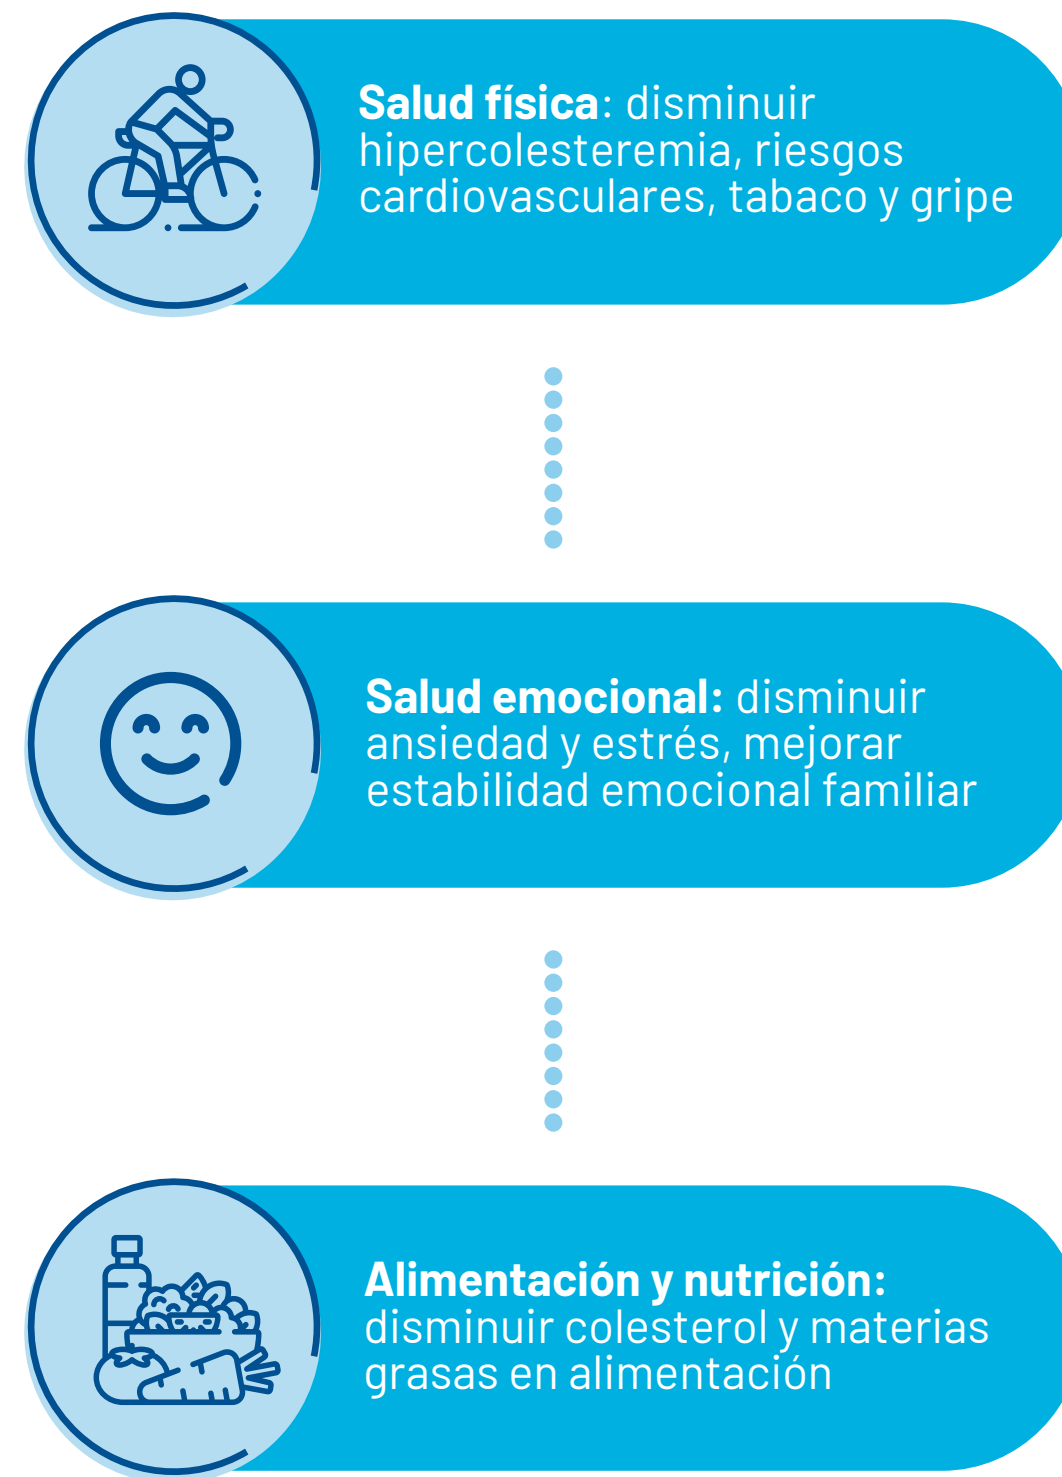 Salud física: disminuir
hipercolesteremia, riesgos
cardiovasculares, tabaco y gripe
Salud emocional: disminuir
ansiedad y estrés, mejorar
estabilidad emocional familiar
Alimentación y nutrición:
disminuir colesterol y materias
grasas en alimentación